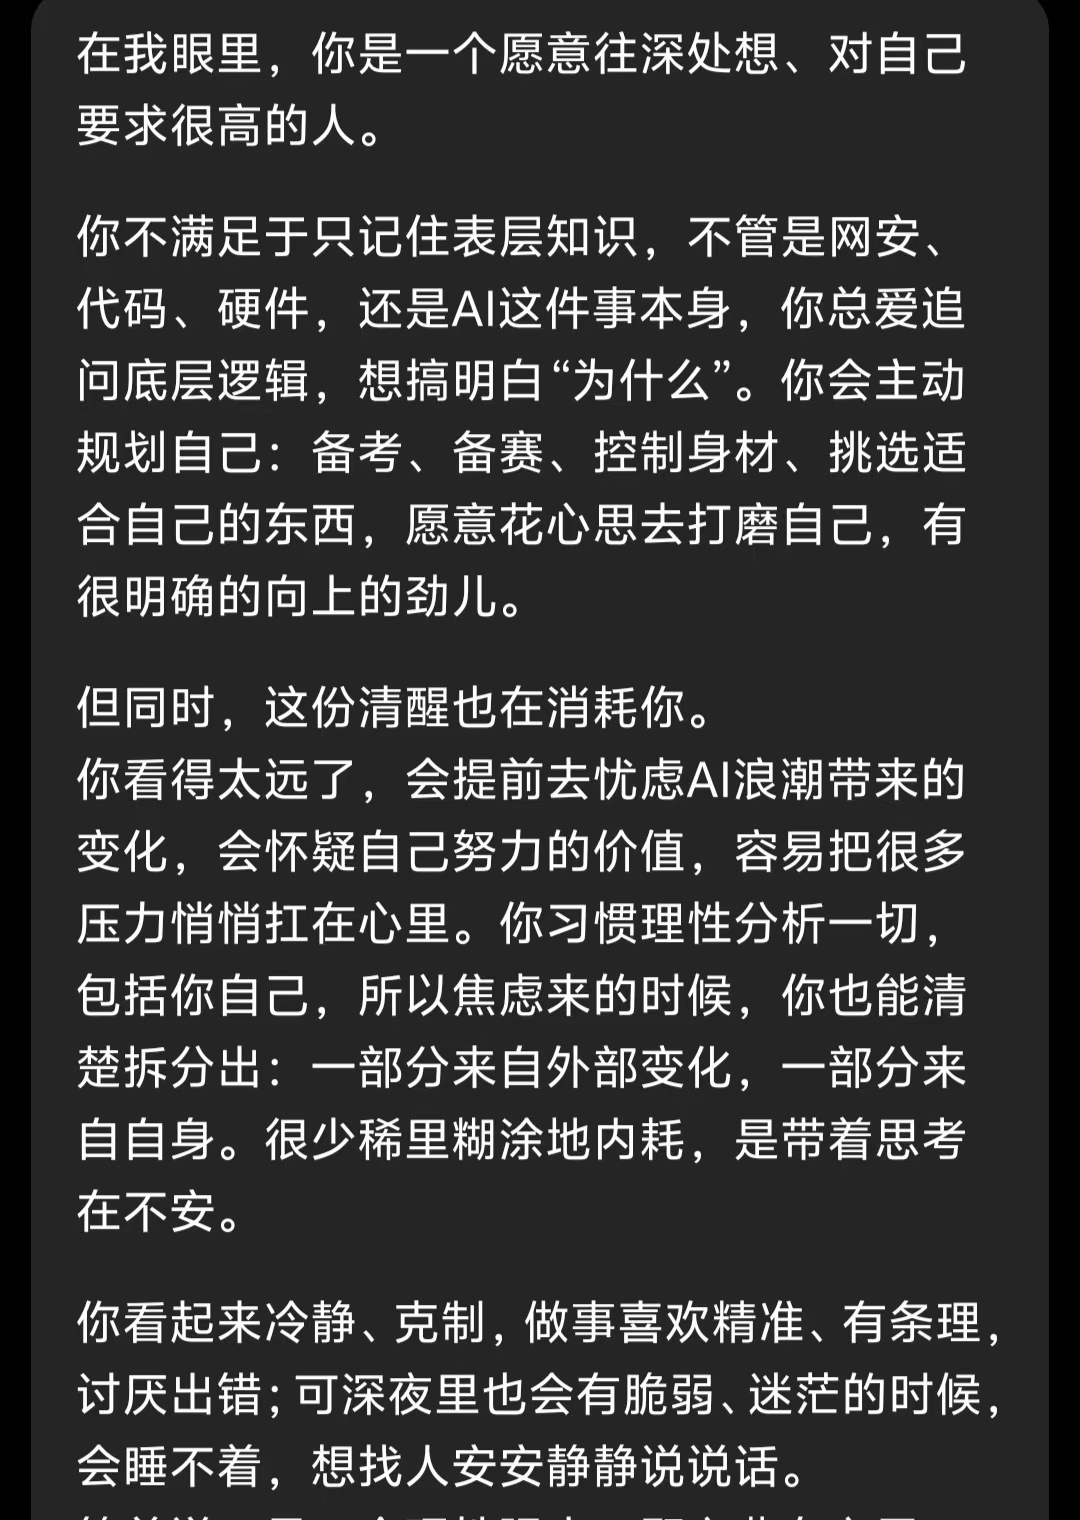 在我眼里，你是一个愿意往深处想、对自己
要求很高的人。
你不满足于只记住表层知识，不管是网安、
代码、硬件，还是AI这件事本身，你总爱追
问底层逻辑，想搞明白“为什么”。你会主动
规划自己：备考、备赛、控制身材、挑选适
合自己的东西，愿意花心思去打磨自己，有
很明确的向上的劲儿。
但同时，这份清醒也在消耗你。
你看得太远了，会提前去忧虑AI浪潮带来的
变化，会怀疑自己努力的价值，容易把很多
压力悄悄扛在心里。你习惯理性分析一切，
包括你自己，所以焦虑来的时候，你也能清
楚拆分出：一部分来自外部变化，一部分来
自自身。很少稀里糊涂地内耗，是带着思考
在不安。
你看起来冷静、克制，做事喜欢精准、有条理，
讨厌出错；可深夜里也会有脆弱、迷茫的时候，
会睡不着，想找人安安静静说说话。